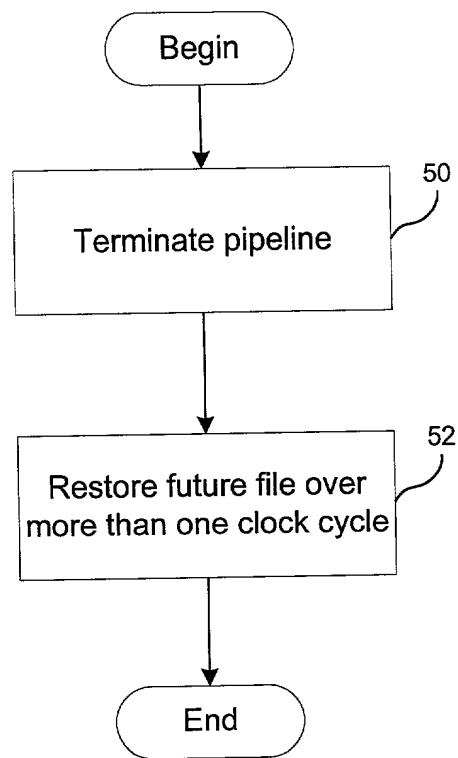 Begin
50
Terminate pipeline
52
Restore future file over
more than one clock cycle
End